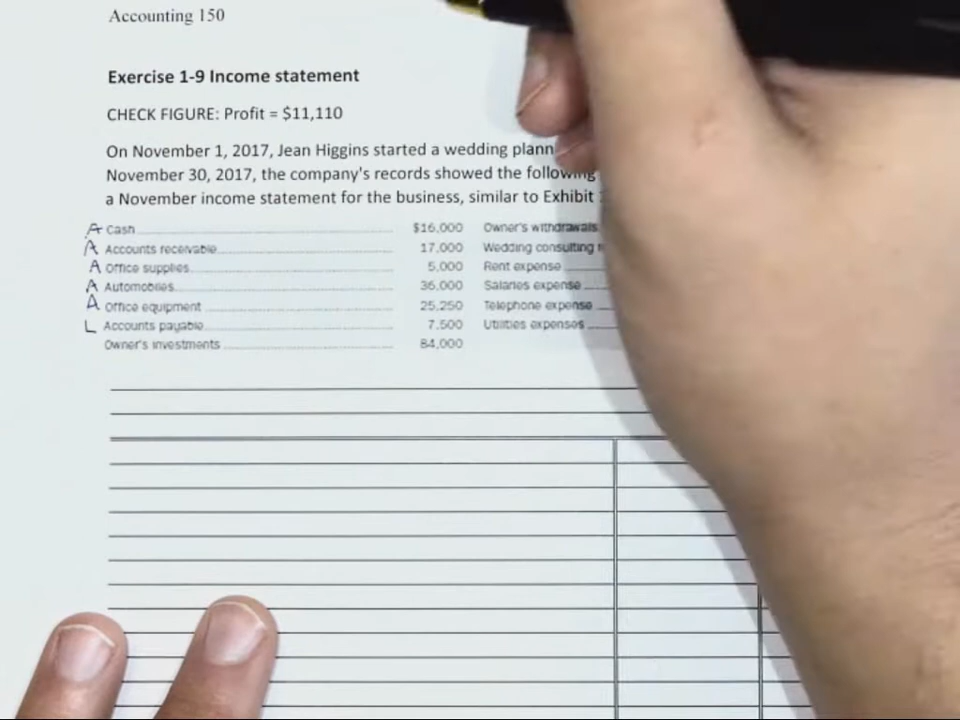 Accounting 150
Exercise 1-9 Income statement
CHECK FIGURE: Profit = $11,110
On November 1, 2017, Jean Higgins started a wedding plann
November 30, 2017, the company's records showed the following
a November income statement for the business, similar to Exhibit
A Cash $16,000 Owner's withdrawals
A Accounts receivable 17,000 Wedding consulting
A Office supplies 5,000 Rent expense
A Automobiles 36,000 Salaries expense
A Office equipment 25,250 Telephone expense
L Accounts payable 7,500 Utilities expenses
Owner's investments 84,000